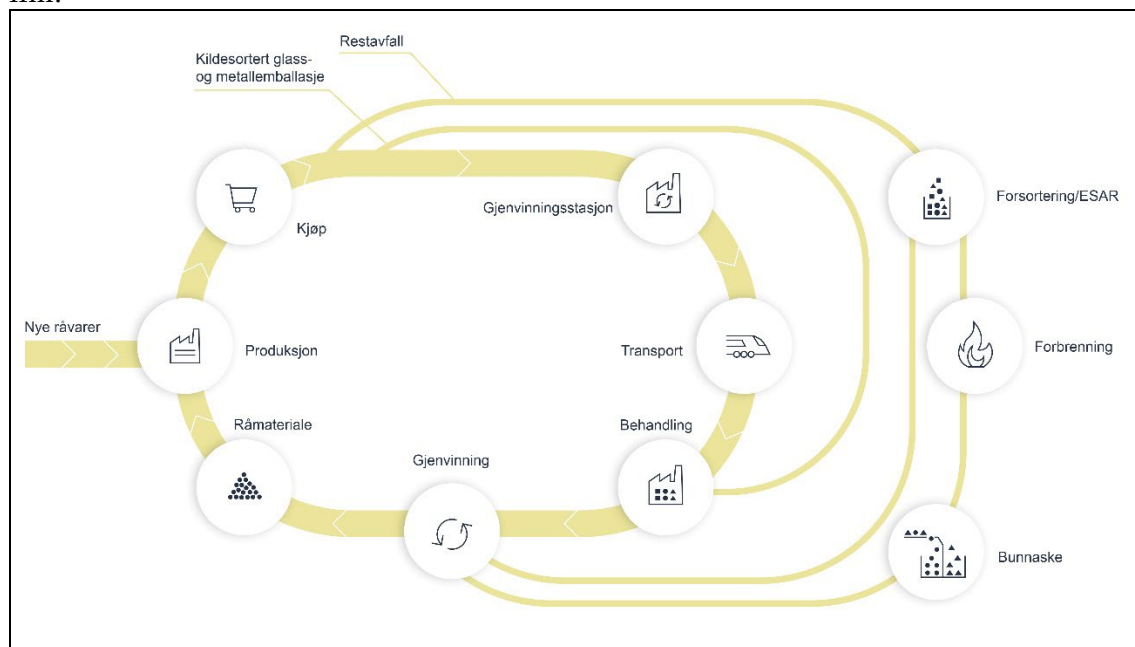 Restavfall
Kildesortert glass-
og metallemballasje
Forsortering/ESAR
Gjenvinningsstasjon
Kjøp
Nye råvarer
Produksjon
Transport
Forbrenning
Råmateriale
Behandling
Gjenvinning
Bunnaske